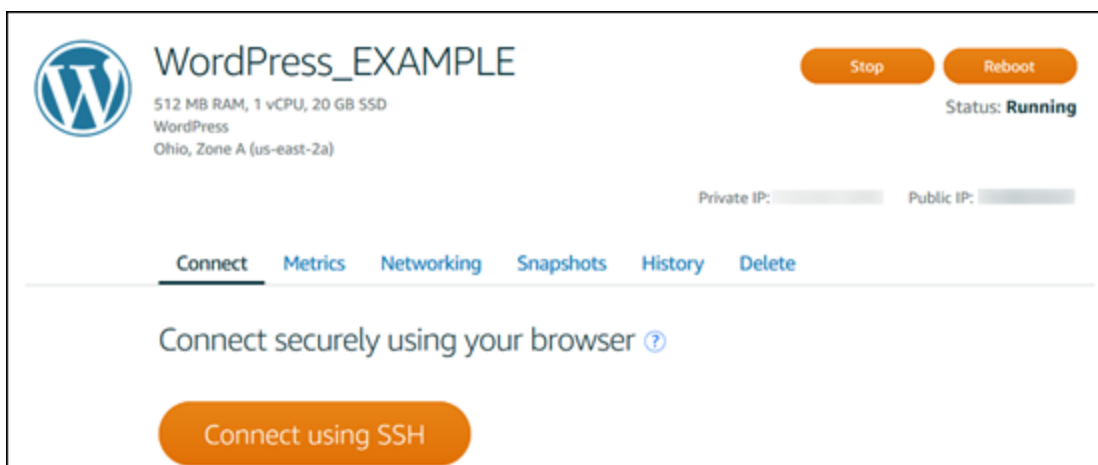 WordPress_EXAMPLE
Stop
Reboot
512 MB RAM, 1 vCPU, 20 GB SSD
Status: Running
WordPress
Ohio, Zone A (us-east-2a)
Private IP:
Public IP:
Connect Metrics Networking Snapshots History Delete
Connect securely using your browser ?
Connect using SSH